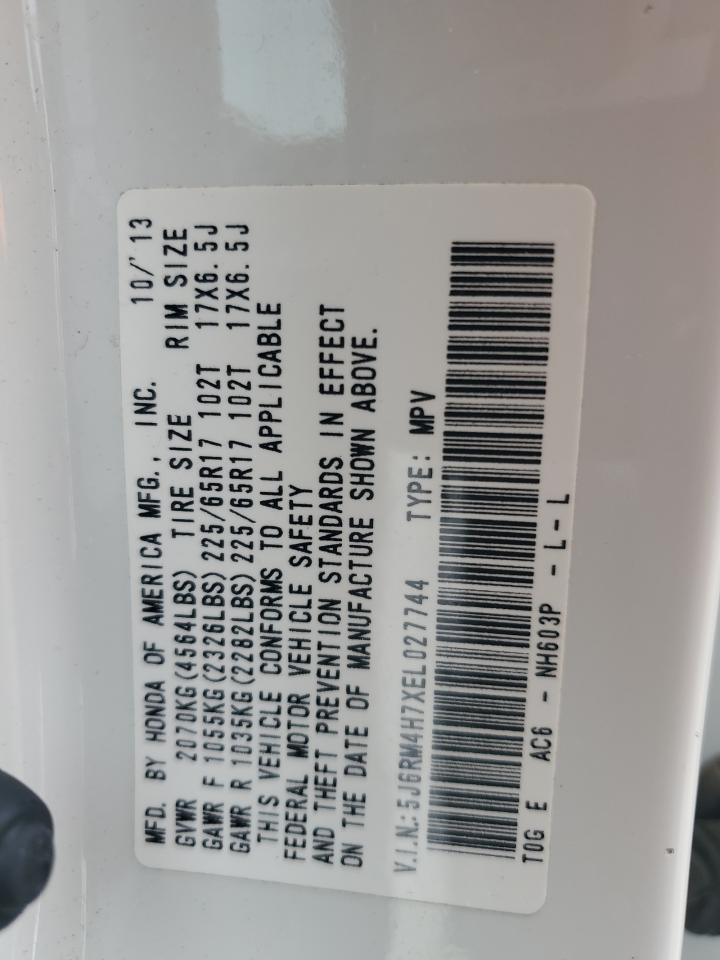 MFD. BY HONDA OF AMERICA MFG., INC. 10/'13
GVWR 2070KG(4564LBS) TIRE SIZE RIM SIZE
GAWR F 1055KG(2326LBS) 225/65R17 102T 17X6.5J
GAWR R 1035KG(2282LBS) 225/65R17 102T 17X6.5J
THIS VEHICLE CONFORMS TO ALL APPLICABLE
FEDERAL MOTOR VEHICLE SAFETY
AND THEFT PREVENTION STANDARDS IN EFFECT
ON THE DATE OF MANUFACTURE SHOWN ABOVE.
V.I.N.:5J6RM4H7XEL027744 TYPE: MPV
T0G E AC6 - NH603P - L - L